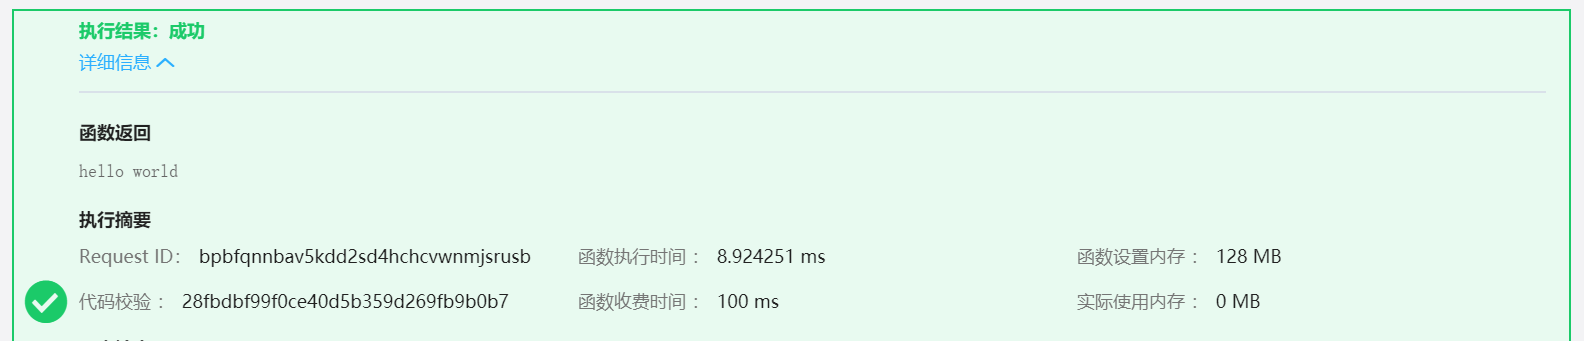 执行结果：成功
详细信息
函数返回
hello world
执行摘要
Request ID： bpbfqnnbav5kdd2sd4hchcvwnmjsrusb 函数执行时间： 8.924251 ms 函数设置内存： 128 MB
代码校验： 28fbdbf99f0ce40d5b359d269fb9b0b7 函数收费时间： 100 ms 实际使用内存： 0 MB